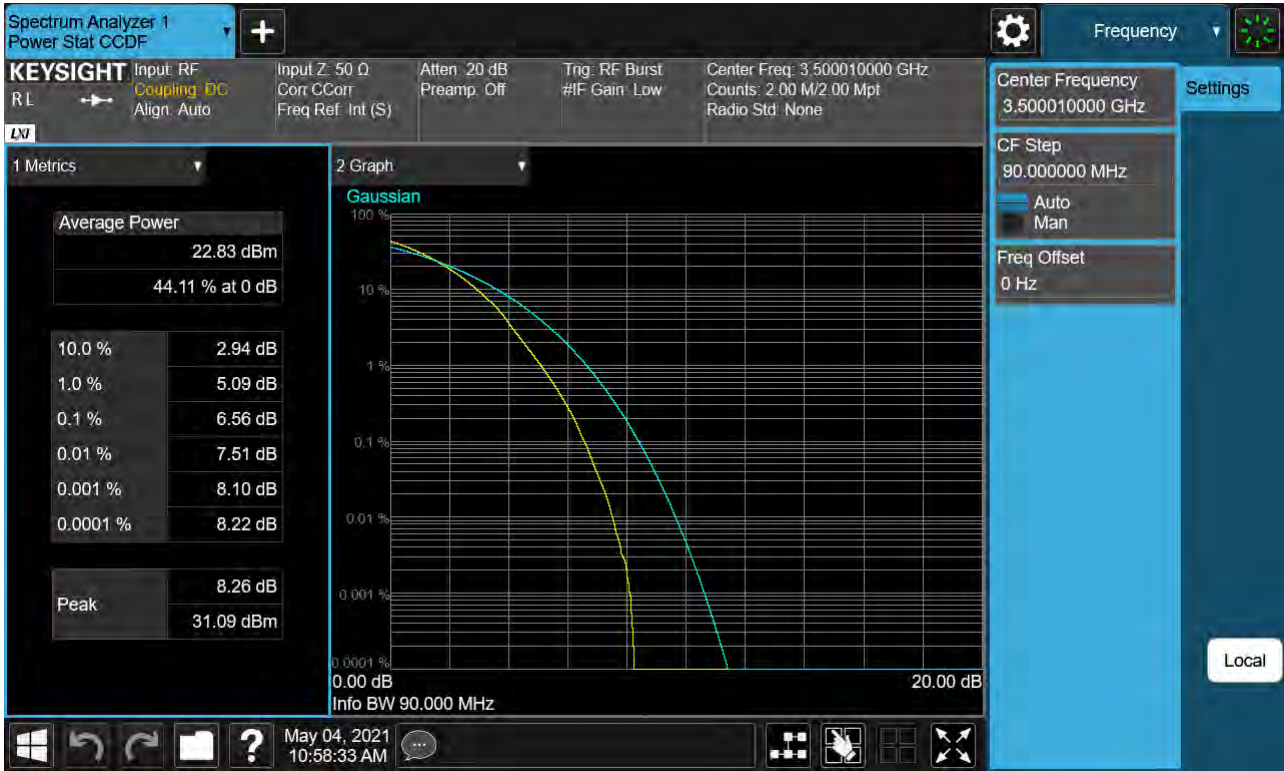 Spectrum Analyzer 1
Power Stat CCDF
Frequency
KEYSIGHT
R L
LXI
Input: RF
Coupling: DC
Align: Auto
Input Z: 50 Ω
Corr CCorr
Freq Ref: Int (S)
Atten: 20 dB
Preamp: Off
Trig: RF Burst
#IF Gain: Low
Center Freq: 3.500010000 GHz
Counts: 2.00 M/2.00 Mpt
Radio Std: None
Center Frequency
3.500010000 GHz
Settings
CF Step
90.000000 MHz
Auto
Man
Freq Offset
0 Hz
Local
1 Metrics
Average Power
22.83 dBm
44.11 % at 0 dB
10.0 % 2.94 dB
1.0 % 5.09 dB
0.1 % 6.56 dB
0.01 % 7.51 dB
0.001 % 8.10 dB
0.0001 % 8.22 dB
Peak 8.26 dB
31.09 dBm
2 Graph
Gaussian
100 %
10 %
1 %
0.1 %
0.01 %
0.001 %
0.0001 %
0.00 dB 20.00 dB
Info BW 90.000 MHz
?
May 04, 2021
10:58:33 AM